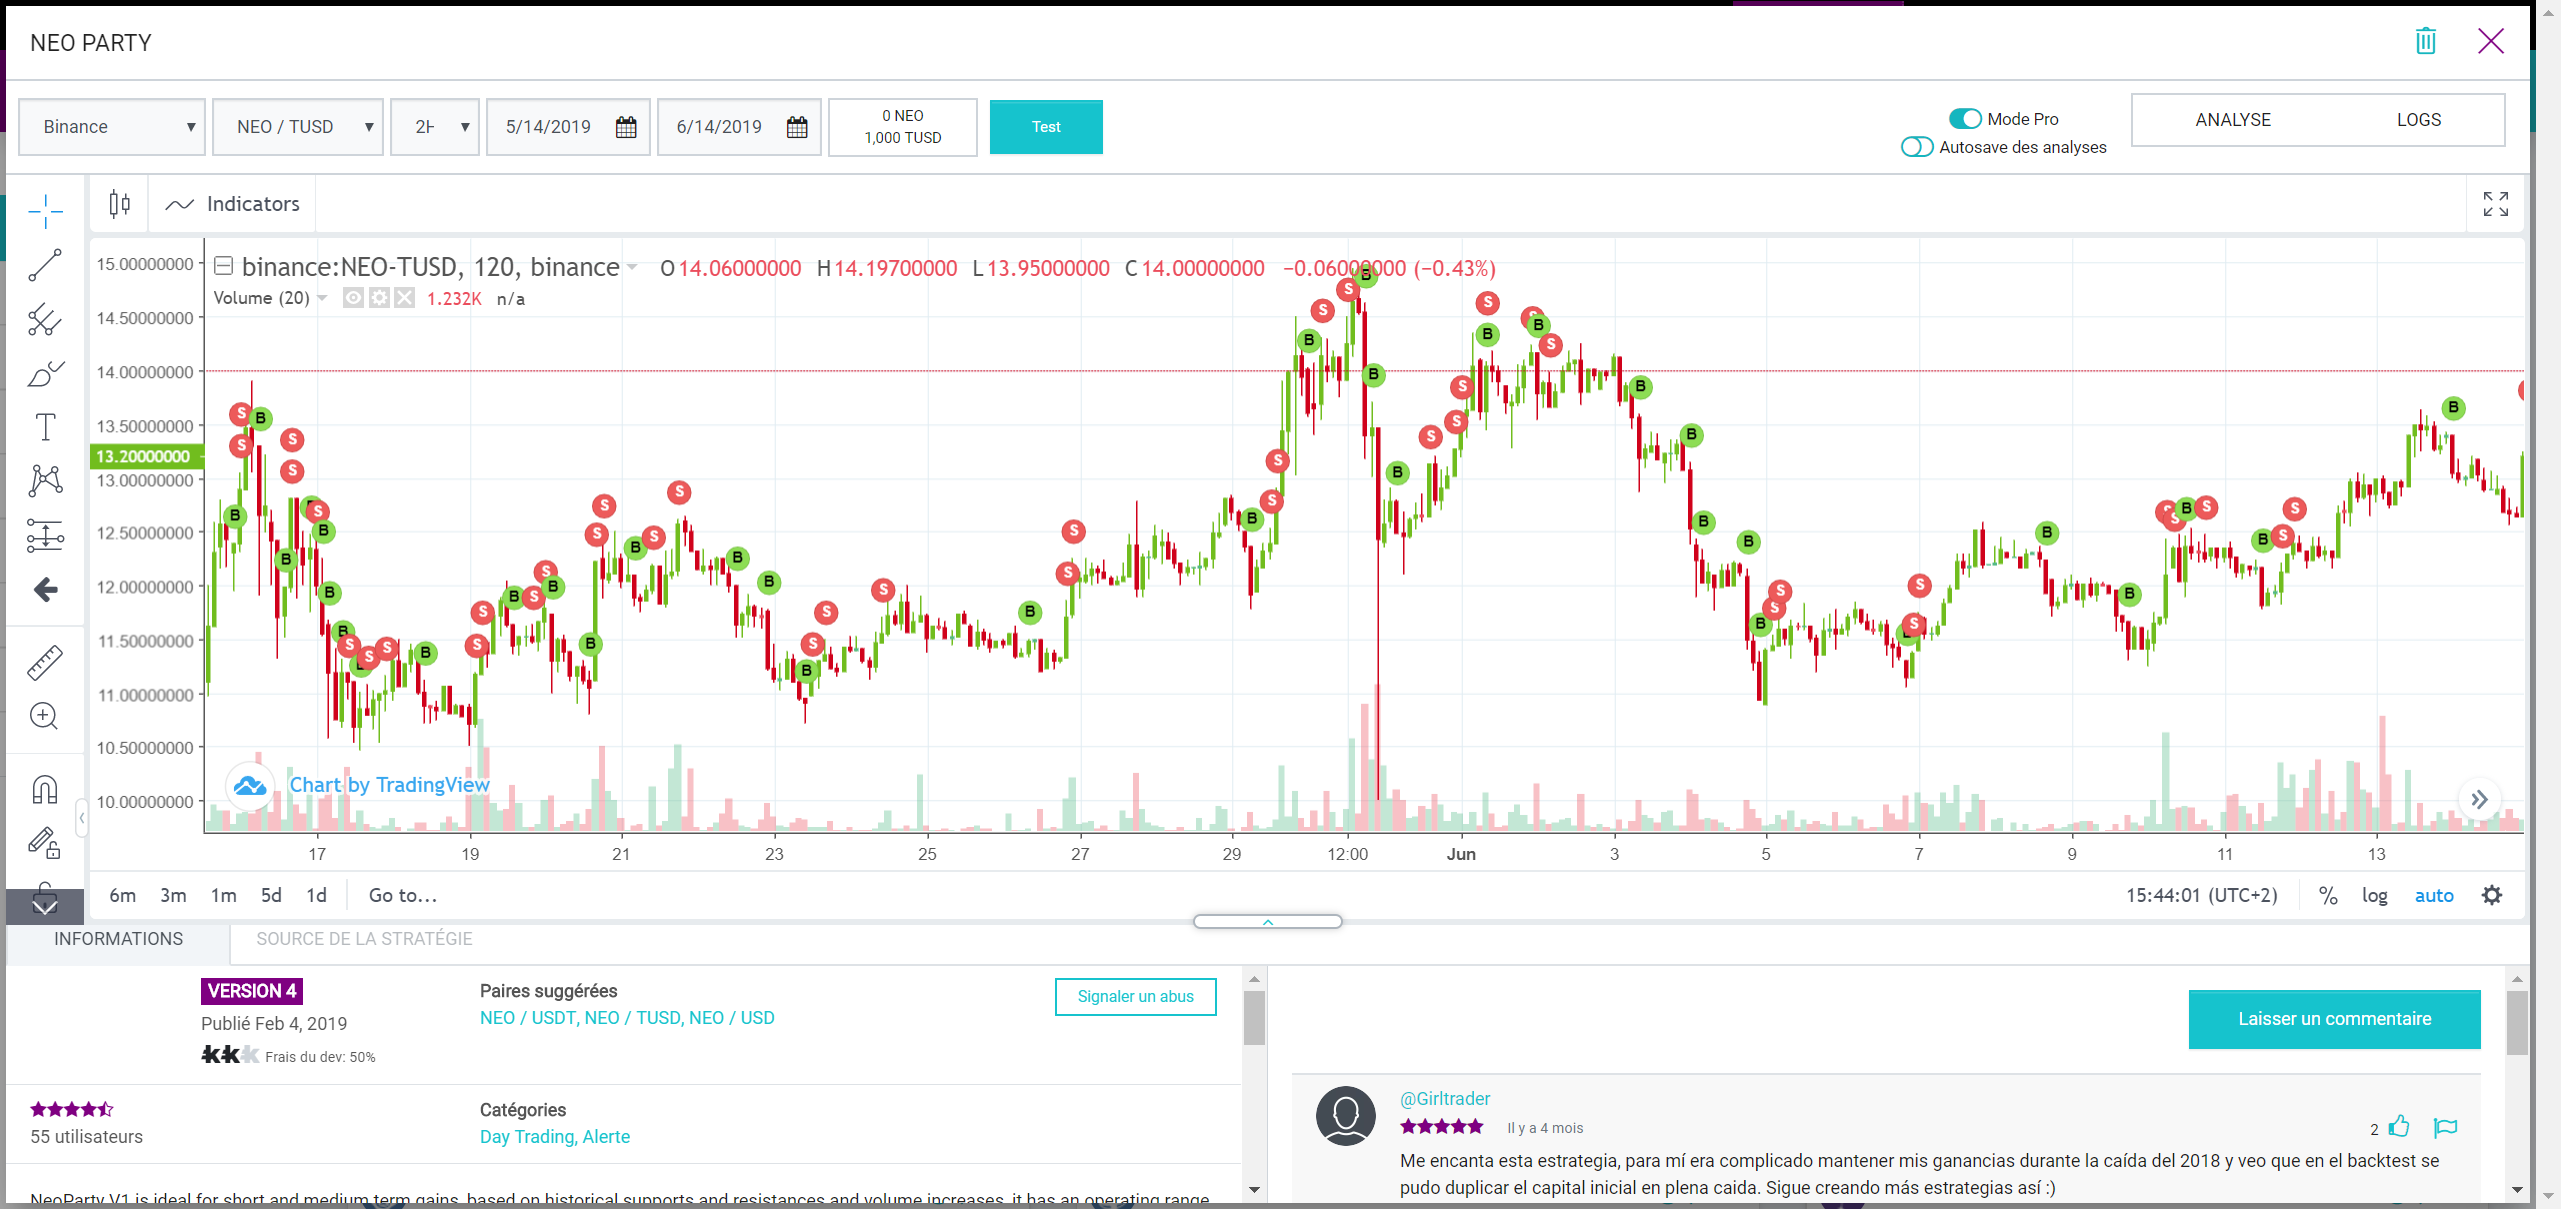 NEO PARTY
Binance
NEO / TUSD
2H
5/14/2019
6/14/2019
0 NEO
1,000 TUSD
Test
Mode Pro
Autosave des analyses
ANALYSE
LOGS
Indicators
binance:NEO-TUSD, 120, binance O 14.06000000 H 14.19700000 L 13.95000000 C 14.00000000 −0.06000000 (−0.43%)
Volume (20) 1.232K n/a
15.00000000
14.50000000
14.00000000
13.50000000
13.20000000
13.00000000
12.50000000
12.00000000
11.50000000
11.00000000
10.50000000
10.00000000
Chart by TradingView
17 19 21 23 25 27 29 12:00 Jun 3 5 7 9 11 13
6m 3m 1m 5d 1d Go to...
15:44:01 (UTC+2) % log auto
INFORMATIONS
SOURCE DE LA STRATÉGIE
VERSION 4
Publié Feb 4, 2019
Frais du dev: 50%
Paires suggérées
NEO / USDT, NEO / TUSD, NEO / USD
Signaler un abus
55 utilisateurs
Catégories
Day Trading, Alerte
NeoParty V1 is ideal for short and medium term gains, based on historical supports and resistances and volume increases, it has an operating range
Laisser un commentaire
@Girltrader
Il y a 4 mois
2
Me encanta esta estrategia, para mí era complicado mantener mis ganancias durante la caída del 2018 y veo que en el backtest se
pudo duplicar el capital inicial en plena caida. Sigue creando más estrategias así :)